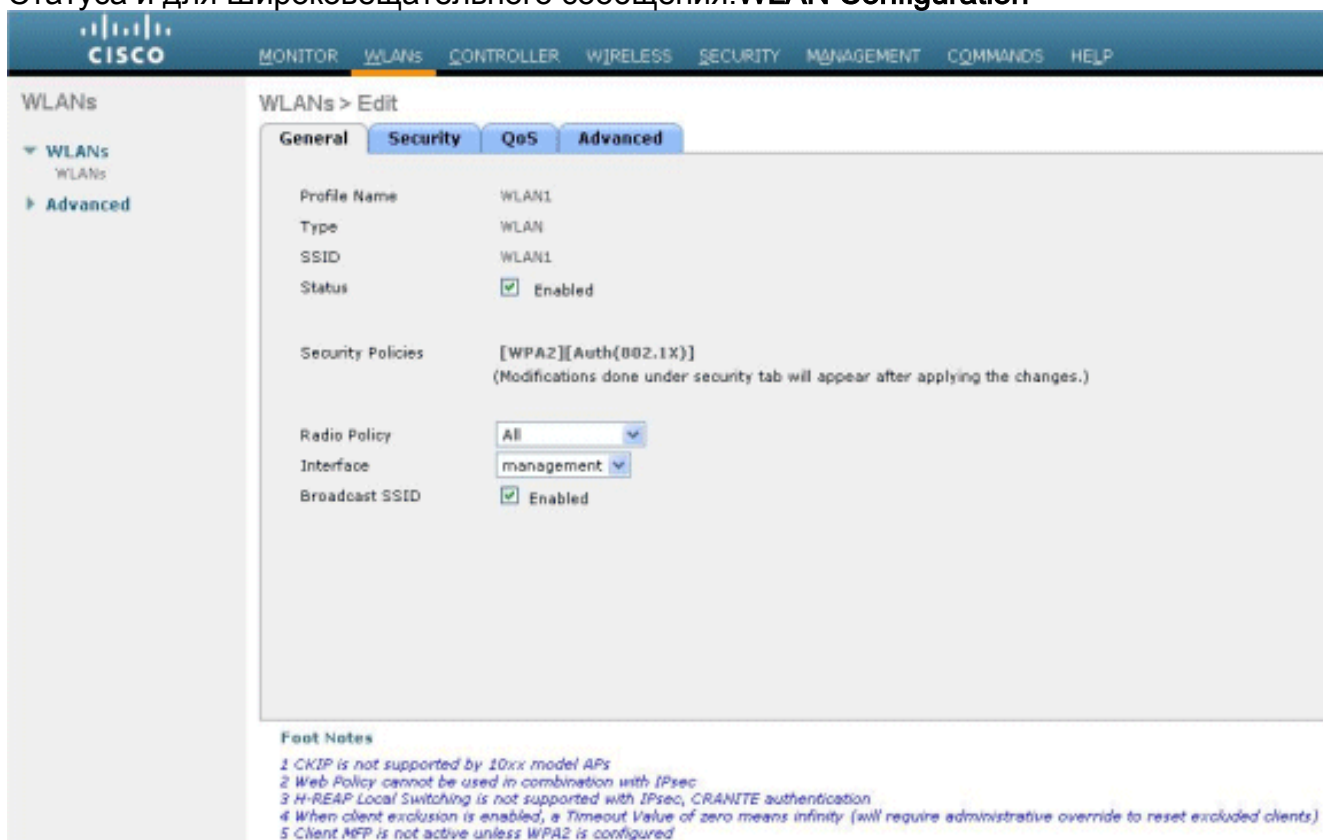 Статуса и для широковещательного сообщения.WLAN Configuration
CISCO
MONITOR WLANs CONTROLLER WIRELESS SECURITY MANAGEMENT COMMANDS HELP
WLANs
WLANs
WLANs
Advanced
WLANs > Edit
General Security QoS Advanced
Profile Name WLAN1
Type WLAN
SSID WLAN1
Status Enabled
Security Policies [WPA2][Auth(802.1X)]
(Modifications done under security tab will appear after applying the changes.)
Radio Policy All
Interface management
Broadcast SSID Enabled
Foot Notes
1 CKIP is not supported by 10xx model APs
2 Web Policy cannot be used in combination with IPsec
3 H-REAP Local Switching is not supported with IPsec, CRANITE authentication
4 When client exclusion is enabled, a Timeout Value of zero means infinity (will require administrative override to reset excluded clients)
5 Client MFP is not active unless WPA2 is configured